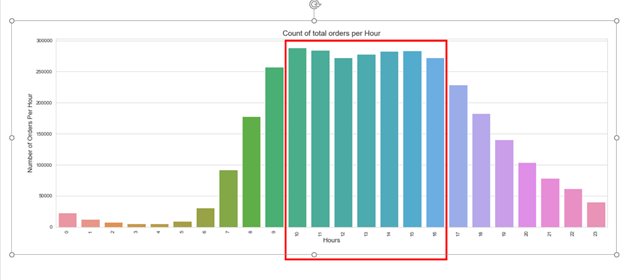 Count of total orders per Hour
Number of Orders Per Hour
300000
250000
200000
150000
100000
50000
0
0 1 2 3 4 5 6 7 8 9 10 11 12 13 14 15 16 17 18 19 20 21 22 23
Hours